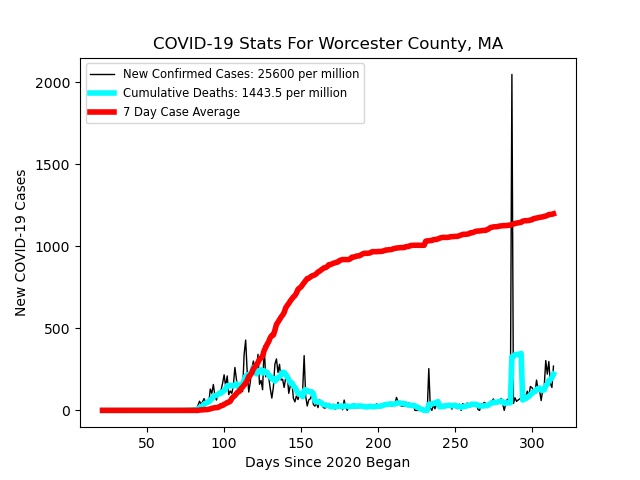 COVID-19 Stats For Worcester County, MA
New Confirmed Cases: 25600 per million
Cumulative Deaths: 1443.5 per million
7 Day Case Average
New COVID-19 Cases
2000
1500
1000
500
0
50 100 150 200 250 300
Days Since 2020 Began